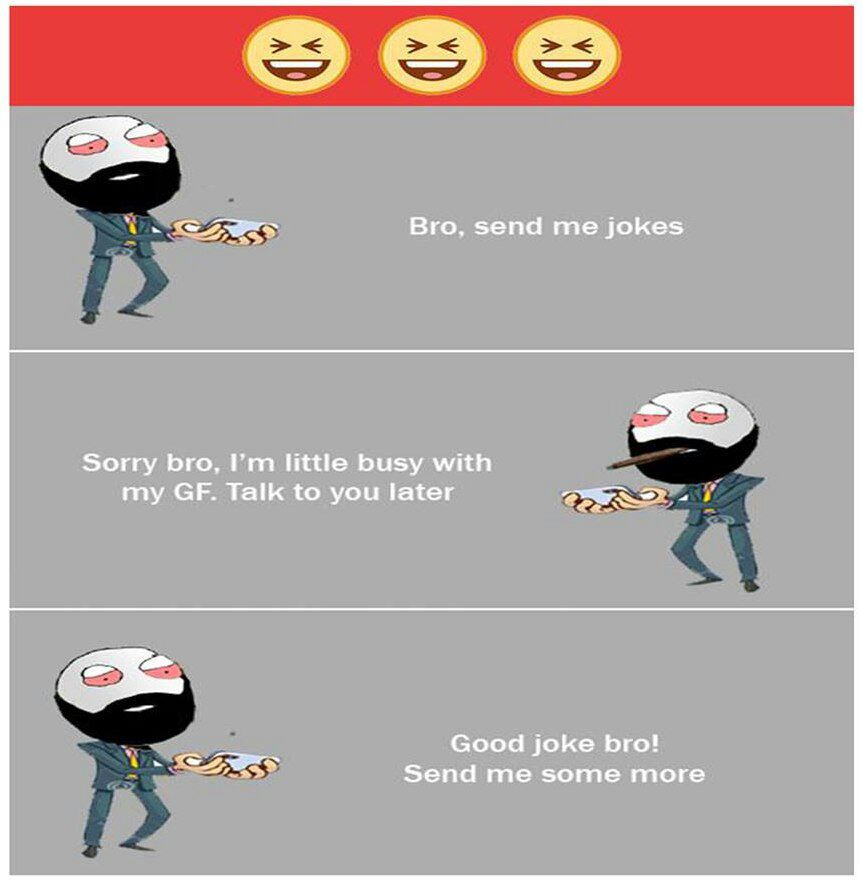 Bro, send me jokes
Sorry bro, I'm little busy with
my GF. Talk to you later
Good joke bro!
Send me some more